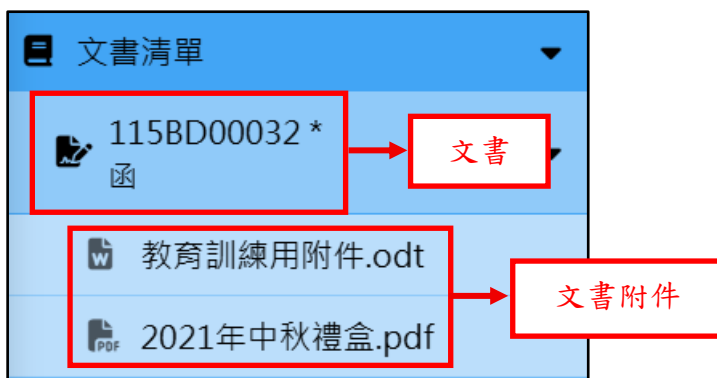 文書清單
115BD00032 *
函
文書
教育訓練用附件.odt
文書附件
2021年中秋禮盒.pdf